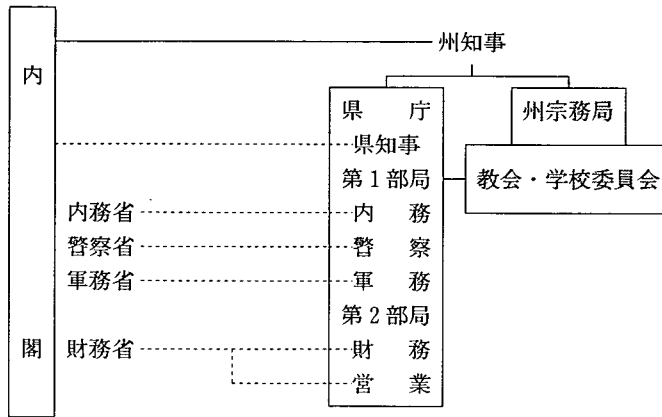 内閣
州知事
県庁
県知事
第1部局
内務
警察
軍務
第2部局
財務
営業
州宗務局
教会・学校委員会
内務省
警察省
軍務省
財務省